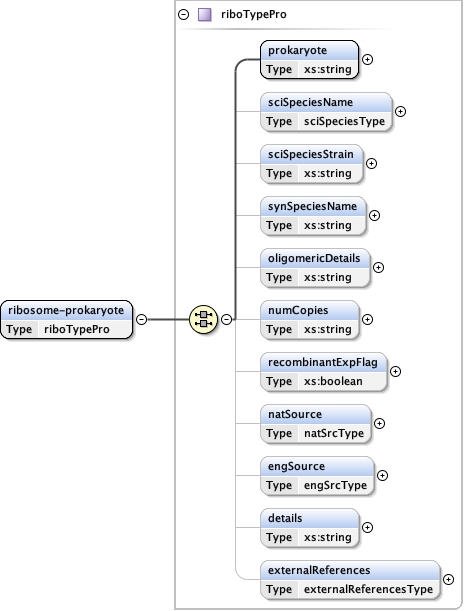 riboTypePro
prokaryote
Type xs:string
sciSpeciesName
Type sciSpeciesType
sciSpeciesStrain
Type xs:string
synSpeciesName
Type xs:string
oligomericDetails
Type xs:string
ribosome-prokaryote
Type riboTypePro
numCopies
Type xs:string
recombinantExpFlag
Type xs:boolean
natSource
Type natSrcType
engSource
Type engSrcType
details
Type xs:string
externalReferences
Type externalReferencesType